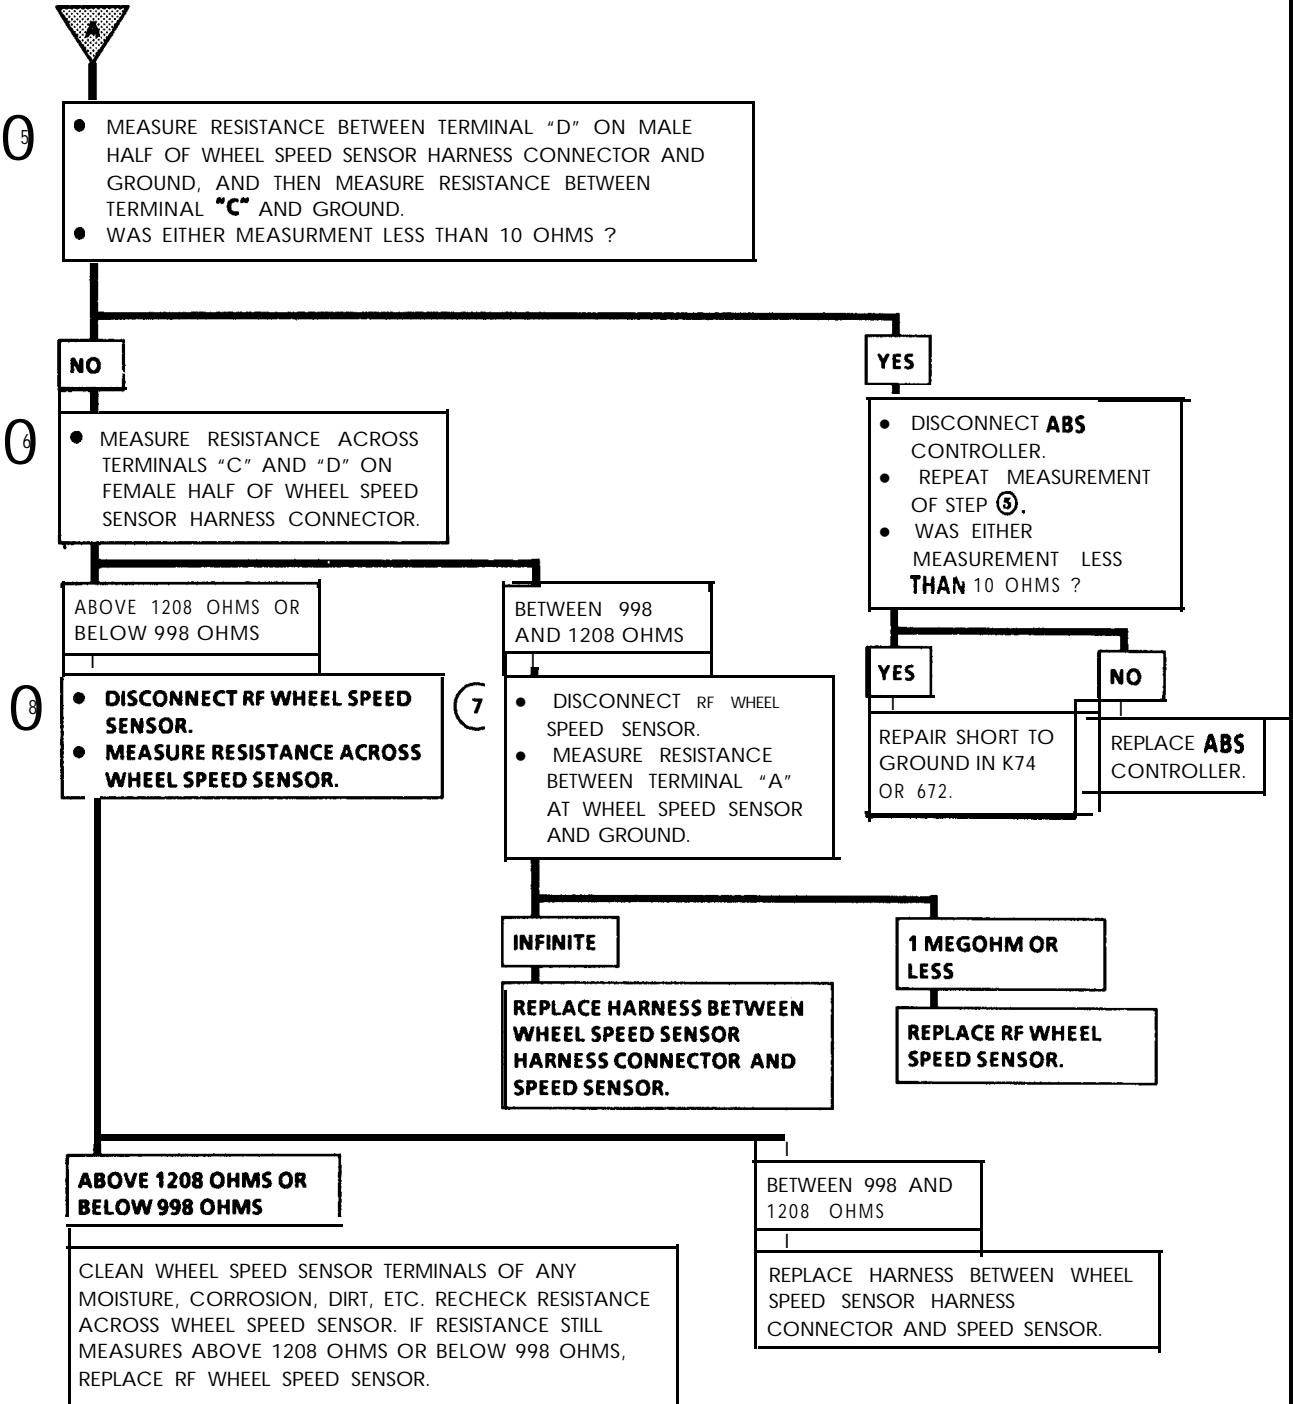 A
5
● MEASURE RESISTANCE BETWEEN TERMINAL "D" ON MALE
HALF OF WHEEL SPEED SENSOR HARNESS CONNECTOR AND
GROUND, AND THEN MEASURE RESISTANCE BETWEEN
TERMINAL "C" AND GROUND.
● WAS EITHER MEASURMENT LESS THAN 10 OHMS ?
NO
YES
6
● MEASURE RESISTANCE ACROSS
TERMINALS "C" AND "D" ON
FEMALE HALF OF WHEEL SPEED
SENSOR HARNESS CONNECTOR.
● DISCONNECT ABS
CONTROLLER.
● REPEAT MEASUREMENT
OF STEP ⑤.
● WAS EITHER
MEASUREMENT LESS
THAN 10 OHMS ?
ABOVE 1208 OHMS OR
BELOW 998 OHMS
BETWEEN 998
AND 1208 OHMS
YES
NO
8
● DISCONNECT RF WHEEL SPEED
SENSOR.
● MEASURE RESISTANCE ACROSS
WHEEL SPEED SENSOR.
7
● DISCONNECT RF WHEEL
SPEED SENSOR.
● MEASURE RESISTANCE
BETWEEN TERMINAL "A"
AT WHEEL SPEED SENSOR
AND GROUND.
REPAIR SHORT TO
GROUND IN K74
OR 672.
REPLACE ABS
CONTROLLER.
INFINITE
1 MEGOHM OR
LESS
REPLACE HARNESS BETWEEN
WHEEL SPEED SENSOR
HARNESS CONNECTOR AND
SPEED SENSOR.
REPLACE RF WHEEL
SPEED SENSOR.
ABOVE 1208 OHMS OR
BELOW 998 OHMS
BETWEEN 998 AND
1208 OHMS
CLEAN WHEEL SPEED SENSOR TERMINALS OF ANY
MOISTURE, CORROSION, DIRT, ETC. RECHECK RESISTANCE
ACROSS WHEEL SPEED SENSOR. IF RESISTANCE STILL
MEASURES ABOVE 1208 OHMS OR BELOW 998 OHMS,
REPLACE RF WHEEL SPEED SENSOR.
REPLACE HARNESS BETWEEN WHEEL
SPEED SENSOR HARNESS
CONNECTOR AND SPEED SENSOR.